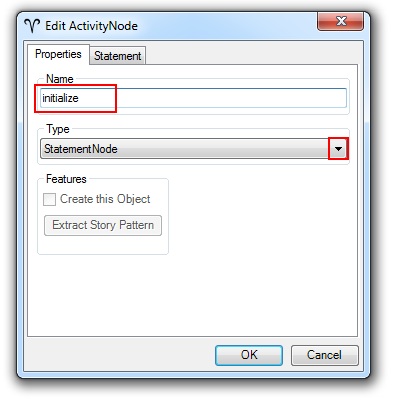 Edit ActivityNode
Properties
Statement
Name
initialize
Type
StatementNode
Features
Create this Object
Extract Story Pattern
OK
Cancel